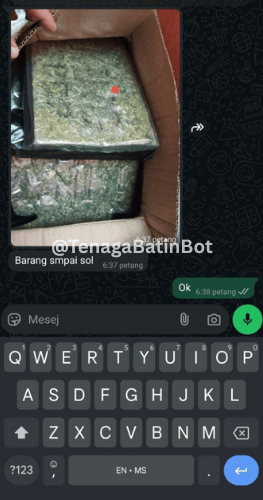 6:37 petang
@TenagaBatinBot
Barang smpai sol
6:37 petang
Ok
6:38 petang
Mesej
1 2 3 4 5 6 7 8 9 0
Q W E R T Y U I O P
A S D F G H J K L
Z X C V B N M
?123
,
EN • MS
.